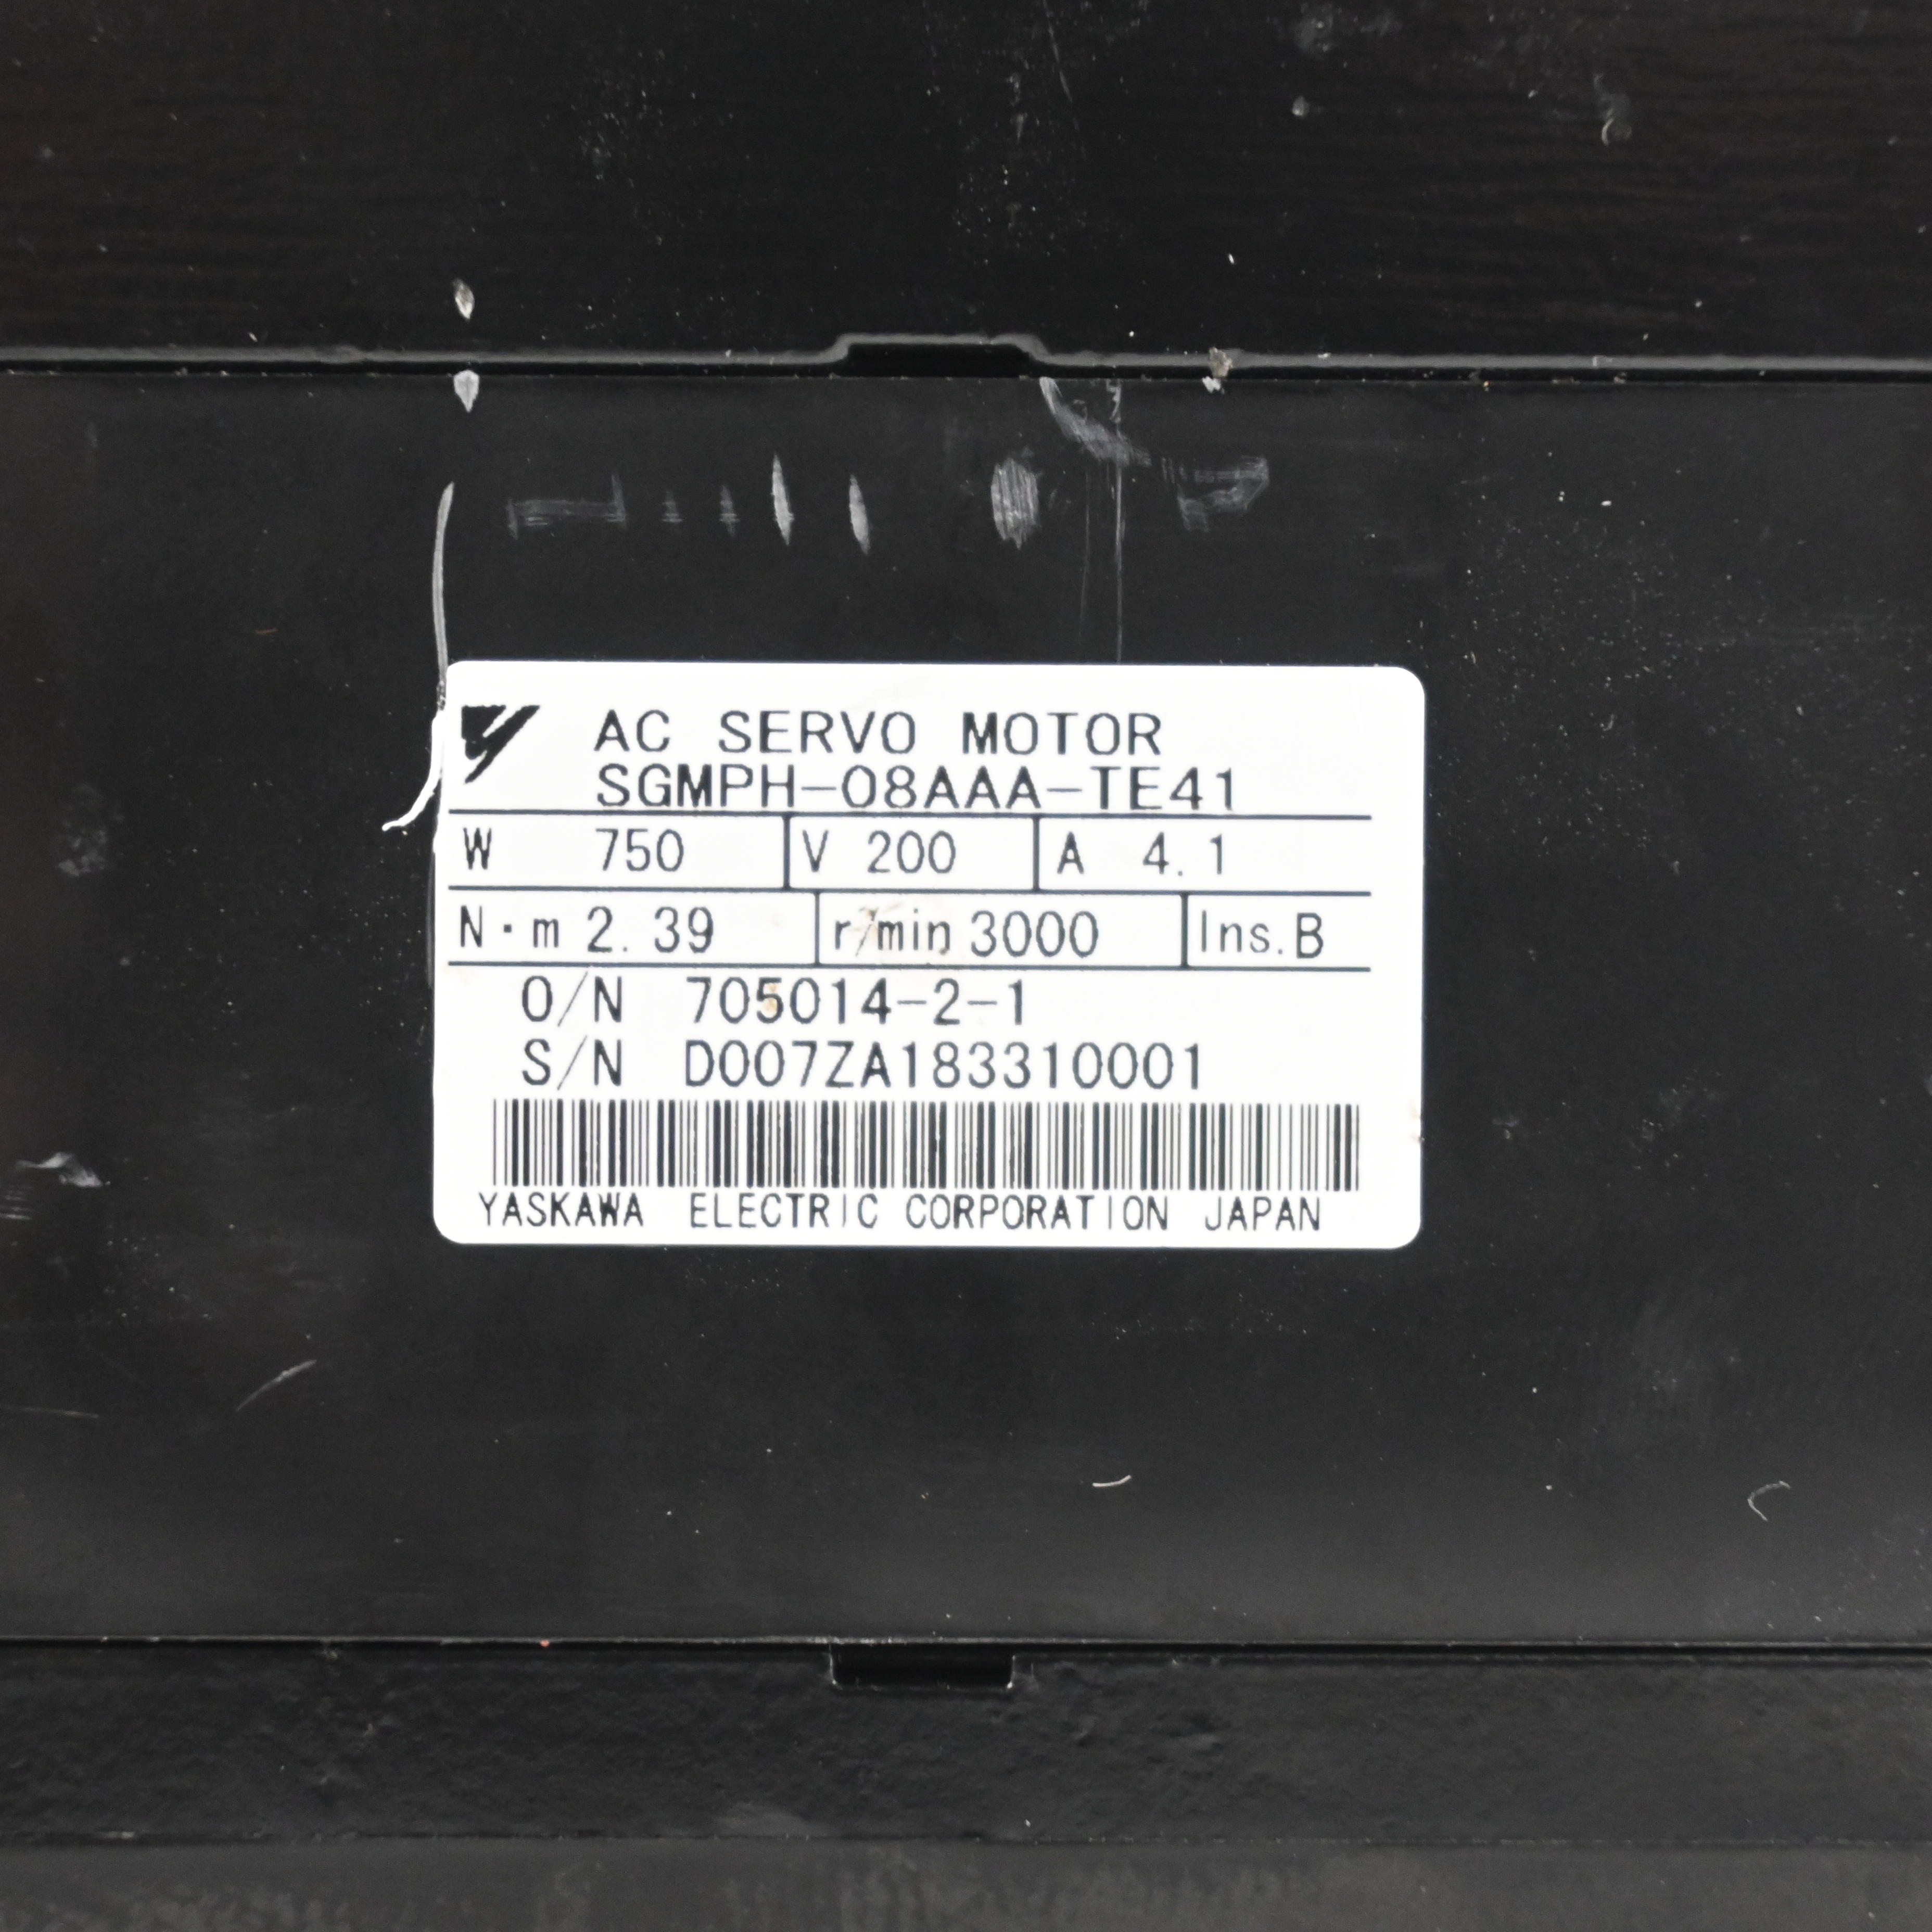 AC SERVO MOTOR
SGMPH-08AAA-TE41
W 750 V 200 A 4.1
N·m 2.39 r/min 3000 Ins.B
O/N 705014-2-1
S/N D007ZA183310001
YASKAWA ELECTRIC CORPORATION JAPAN